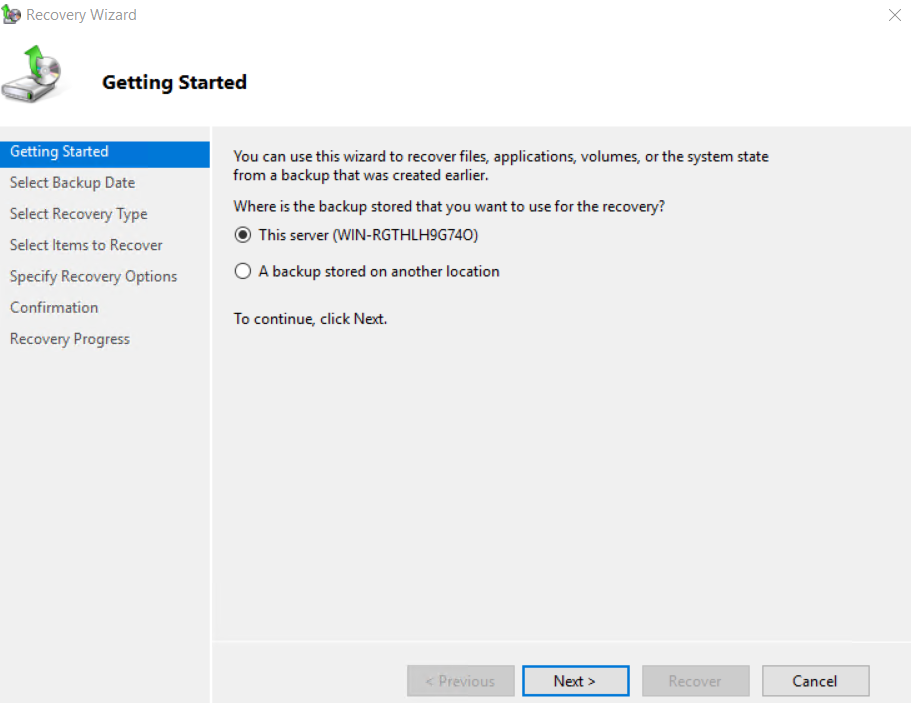 Recovery Wizard
Getting Started
Getting Started
Select Backup Date
Select Recovery Type
Select Items to Recover
Specify Recovery Options
Confirmation
Recovery Progress
You can use this wizard to recover files, applications, volumes, or the system state
from a backup that was created earlier.
Where is the backup stored that you want to use for the recovery?
This server (WIN-RGTHLH9G74O)
A backup stored on another location
To continue, click Next.
< Previous
Next >
Recover
Cancel